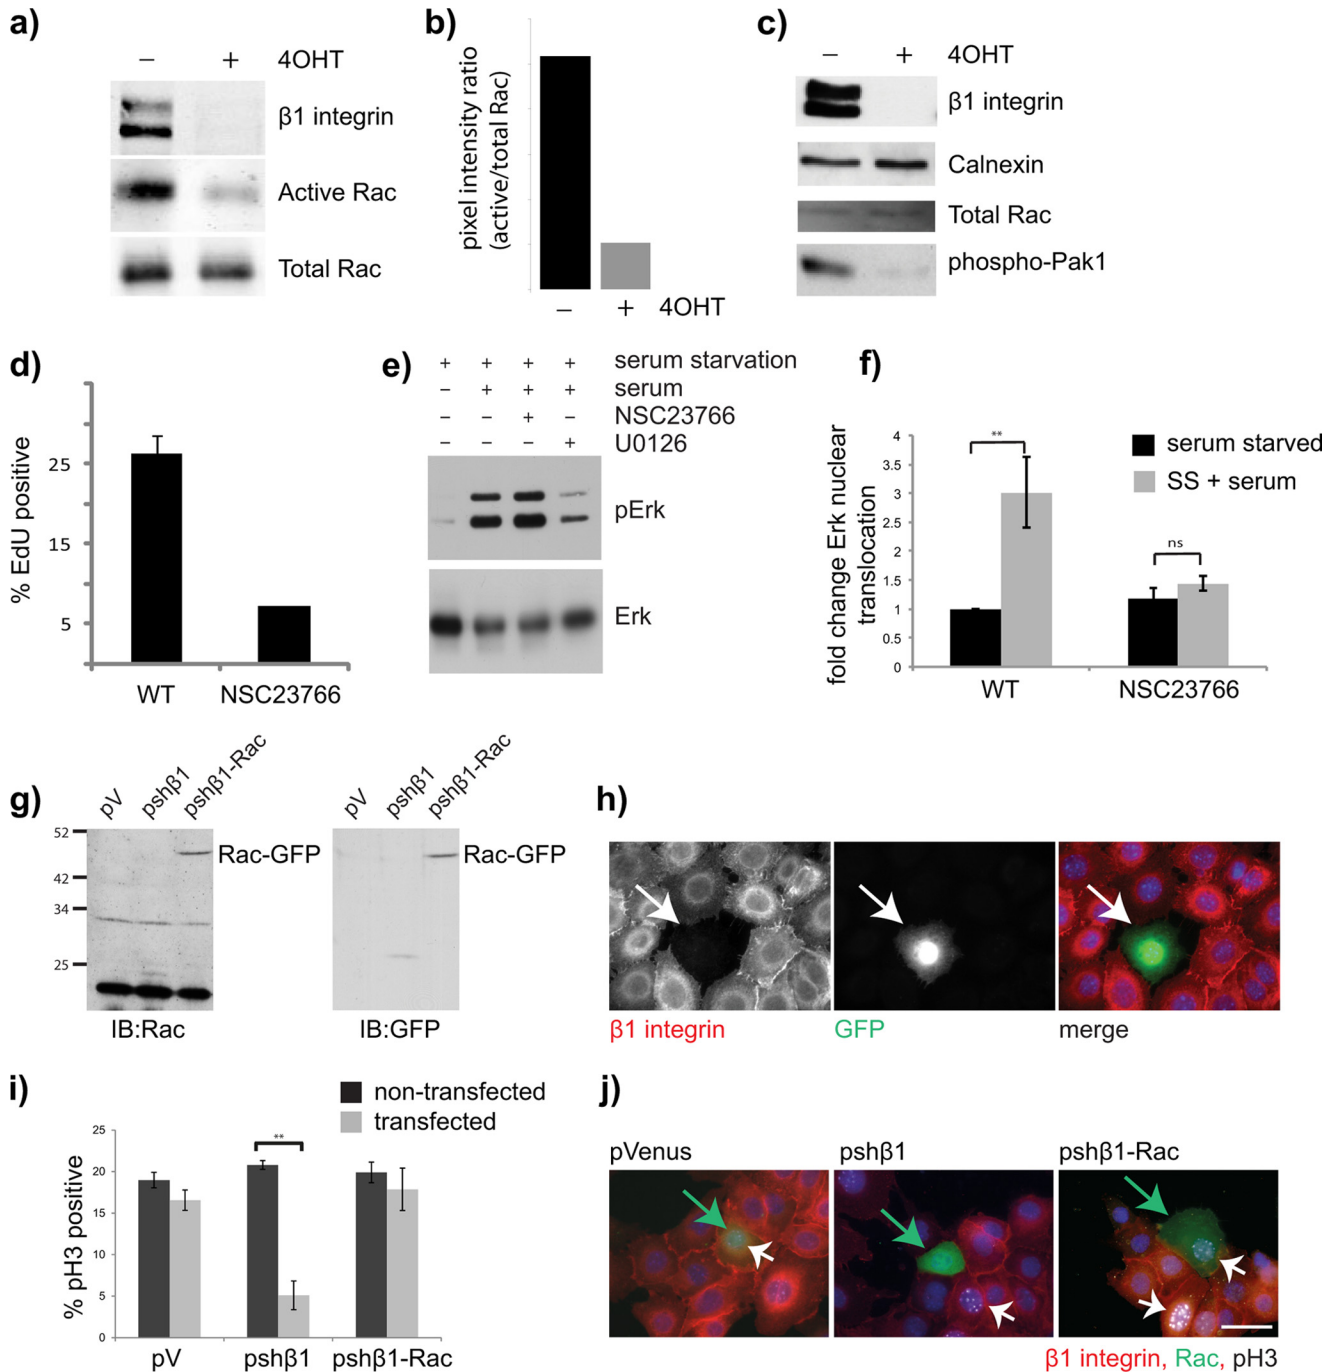 a)
– + 4OHT
β1 integrin
Active Rac
Total Rac
b)
pixel intensity ratio
(active/total Rac)
– + 4OHT
c)
– + 4OHT
β1 integrin
Calnexin
Total Rac
phospho-Pak1
d)
% EdU positive
25
15
5
WT NSC23766
e)
+ + + + serum starvation
– + + + serum
– – + – NSC23766
– – – + U0126
pErk
Erk
f)
fold change Erk nuclear
translocation
4
3.5
3
2.5
2
1.5
1
0.5
0
**
ns
serum starved
SS + serum
WT NSC23766
g)
pV pshβ1 pshβ1-Rac
52
42
34
25
Rac-GFP
IB:Rac
pV pshβ1 pshβ1-Rac
Rac-GFP
IB:GFP
h)
β1 integrin GFP merge
i)
non-transfected
transfected
% pH3 positive
25
20
15
10
5
0
**
pV pshβ1 pshβ1-Rac
j)
pVenus pshβ1 pshβ1-Rac
β1 integrin, Rac, pH3